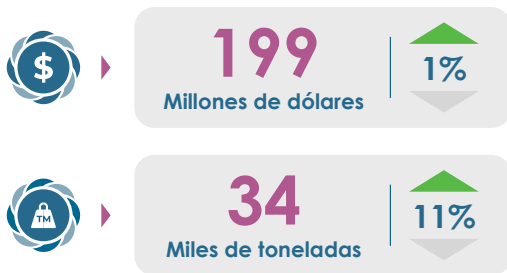 $
199
Millones de dólares
1%
TM
34
Miles de toneladas
11%